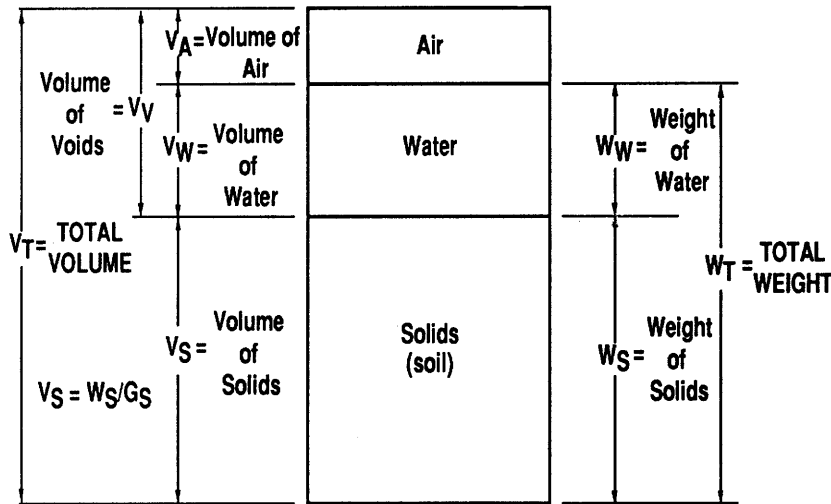 VA = Volume of
Air
Volume
of
Voids
= VV
VW =
Volume
of
Water
VT =
TOTAL
VOLUME
VS =
Volume
of
Solids
VS = WS/GS
Air
Water
Solids
(soil)
WW =
Weight
of
Water
WT =
TOTAL
WEIGHT
WS =
Weight
of
Solids